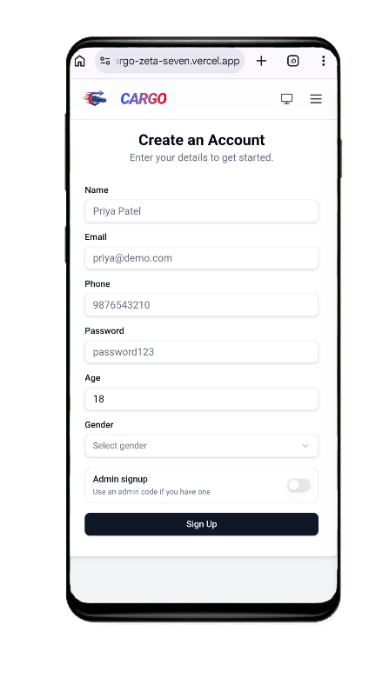 rgo-zeta-seven.vercel.app
CARGO
Create an Account
Enter your details to get started.
Name
Priya Patel
Email
priya@demo.com
Phone
9876543210
Password
password123
Age
18
Gender
Select gender
Admin signup
Use an admin code if you have one
Sign Up